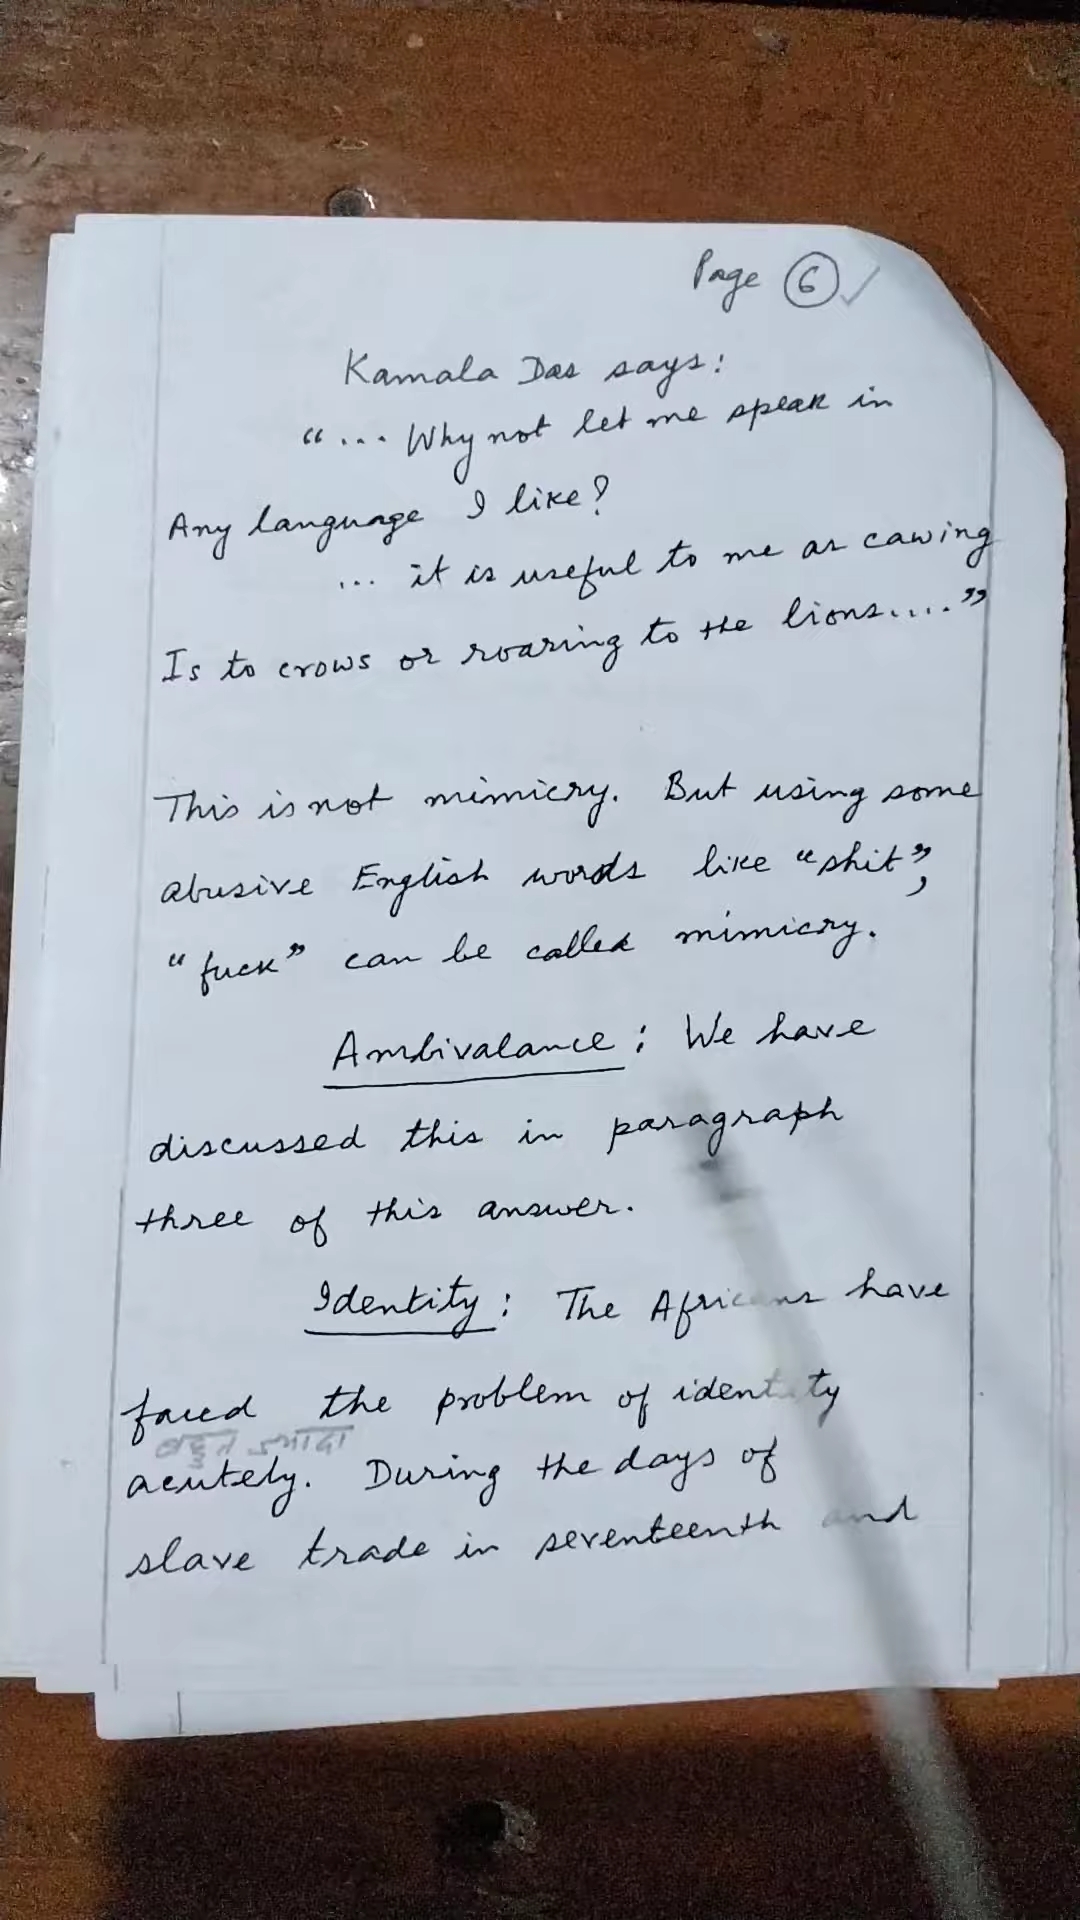 Page 6
Kamala Das says:
"... Why not let me speak in
Any language I like?
... it is useful to me as cawing
Is to crows or roaring to the lions....."
This is not mimicry. But using some
abusive English words like "shit",
"fuck" can be called mimicry.
Ambivalance : We have
discussed this in paragraph
three of this answer.
Identity : The Africans have
faced the problem of identity
बहुत ज्यादा
acutely. During the days of
slave trade in seventeenth and